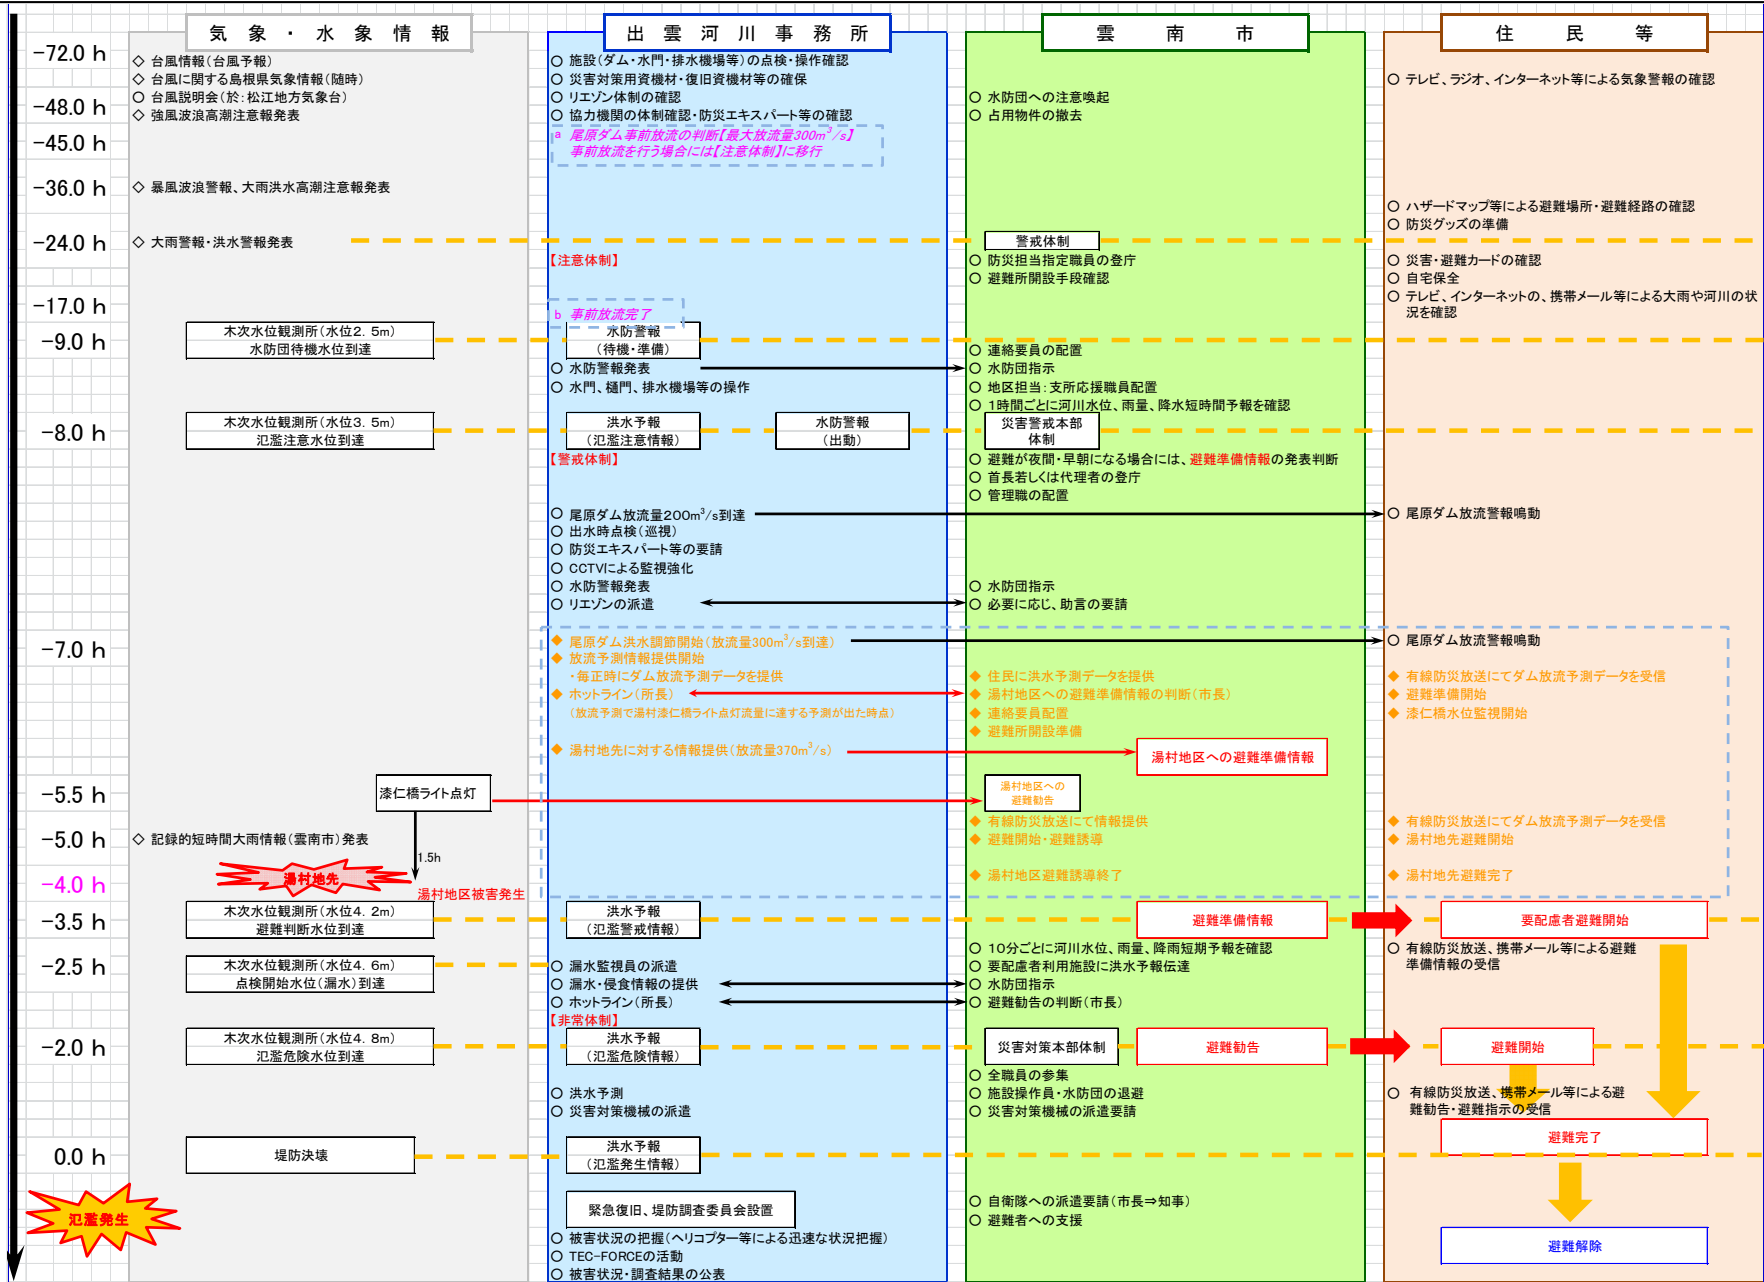 気象・水象情報
出雲河川事務所
雲南市
住民等
-72.0 h
-48.0 h
-45.0 h
-36.0 h
-24.0 h
-17.0 h
-9.0 h
-8.0 h
-7.0 h
-5.5 h
-5.0 h
-4.0 h
-3.5 h
-2.5 h
-2.0 h
0.0 h
氾濫発生
◇ 台風情報(台風予報)
◇ 台風に関する島根県気象情報(随時)
○ 台風説明会(於:松江地方気象台)
◇ 強風波浪高潮注意報発表
◇ 暴風波浪警報、大雨洪水高潮注意報発表
◇ 大雨警報・洪水警報発表
木次水位観測所(水位2.5m)
水防団待機水位到達
木次水位観測所(水位3.5m)
氾濫注意水位到達
漆仁橋ライト点灯
◇ 記録的短時間大雨情報(雲南市)発表
1.5h
湯村地先
湯村地区被害発生
木次水位観測所(水位4.2m)
避難判断水位到達
木次水位観測所(水位4.6m)
点検開始水位(漏水)到達
木次水位観測所(水位4.8m)
氾濫危険水位到達
堤防決壊
○ 施設(ダム・水門・排水機場等)の点検・操作確認
○ 災害対策用資機材・復旧資機材等の確保
○ リエゾン体制の確認
○ 協力機関の体制確認・防災エキスパート等の確認
a 尾原ダム事前放流の判断【最大放流量300m³/s】
事前放流を行う場合には【注意体制】に移行
【注意体制】
b 事前放流完了
水防警報
(待機・準備)
○ 水防警報発表
○ 水門、樋門、排水機場等の操作
洪水予報
(氾濫注意情報)
水防警報
(出動)
【警戒体制】
○ 尾原ダム放流量200m³/s到達
○ 出水時点検(巡視)
○ 防災エキスパート等の要請
○ CCTVによる監視強化
○ 水防警報発表
○ リエゾンの派遣
◆ 尾原ダム洪水調節開始(放流量300m³/s到達)
◆ 放流予測情報提供開始
・毎正時にダム放流予測データを提供
◆ ホットライン(所長)
(放流予測で湯村漆仁橋ライト点灯流量に達する予測が出た時点)
◆ 湯村地先に対する情報提供(放流量370m³/s)
洪水予報
(氾濫警戒情報)
○ 漏水監視員の派遣
○ 漏水・侵食情報の提供
○ ホットライン(所長)
【非常体制】
洪水予報
(氾濫危険情報)
○ 洪水予測
○ 災害対策機械の派遣
洪水予報
(氾濫発生情報)
緊急復旧、堤防調査委員会設置
○ 被害状況の把握(ヘリコプター等による迅速な状況把握)
○ TEC-FORCEの活動
○ 被害状況・調査結果の公表
○ 水防団への注意喚起
○ 占用物件の撤去
警戒体制
○ 防災担当指定職員の登庁
○ 避難所開設手段確認
○ 連絡要員の配置
○ 水防団指示
○ 地区担当:支所応援職員配置
○ 1時間ごとに河川水位、雨量、降水短時間予報を確認
災害警戒本部
体制
○ 避難が夜間・早朝になる場合には、避難準備情報の発表判断
○ 首長若しくは代理者の登庁
○ 管理職の配置
○ 水防団指示
○ 必要に応じ、助言の要請
◆ 住民に洪水予測データを提供
◆ 湯村地区への避難準備情報の判断(市長)
◆ 連絡要員配置
◆ 避難所開設準備
湯村地区への避難準備情報
湯村地区への
避難勧告
◆ 有線防災放送にて情報提供
◆ 避難開始・避難誘導
◆ 湯村地区避難誘導終了
避難準備情報
○ 10分ごとに河川水位、雨量、降雨短期予報を確認
○ 要配慮者利用施設に洪水予報伝達
○ 水防団指示
○ 避難勧告の判断(市長)
災害対策本部体制
避難勧告
○ 全職員の参集
○ 施設操作員・水防団の退避
○ 災害対策機械の派遣要請
○ 自衛隊への派遣要請(市長⇒知事)
○ 避難者への支援
○ テレビ、ラジオ、インターネット等による気象警報の確認
○ ハザードマップ等による避難場所・避難経路の確認
○ 防災グッズの準備
○ 災害・避難カードの確認
○ 自宅保全
○ テレビ、インターネットの、携帯メール等による大雨や河川の状
況を確認
○ 尾原ダム放流警報鳴動
○ 尾原ダム放流警報鳴動
◆ 有線防災放送にてダム放流予測データを受信
◆ 避難準備開始
◆ 漆仁橋水位監視開始
◆ 有線防災放送にてダム放流予測データを受信
◆ 湯村地先避難開始
◆ 湯村地先避難完了
要配慮者避難開始
○ 有線防災放送、携帯メール等による避難
準備情報の受信
避難開始
○ 有線防災放送、携帯メール等による避
難勧告・避難指示の受信
避難完了
避難解除